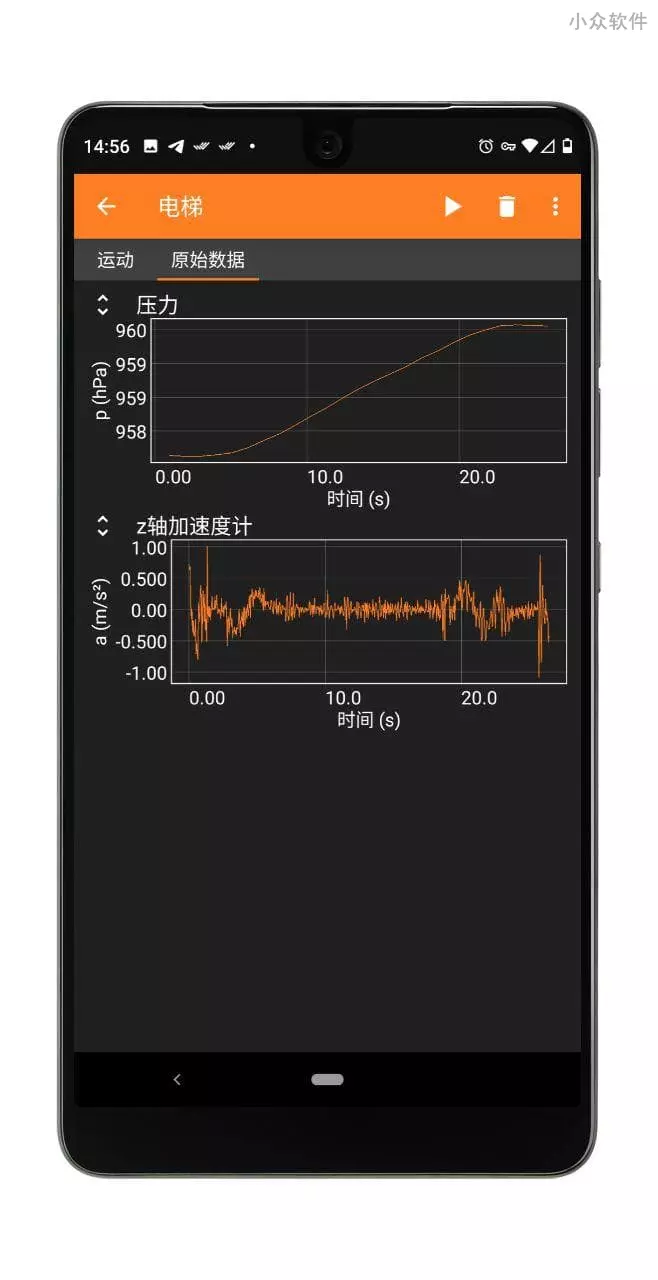 小众软件
14:56
电梯
运动
原始数据
压力
960
959
959
958
p (hPa)
0.00 10.0 20.0
时间 (s)
z轴加速度计
1.00
0.500
0.00
-0.500
-1.00
a (m/s²)
0.00 10.0 20.0
时间 (s)